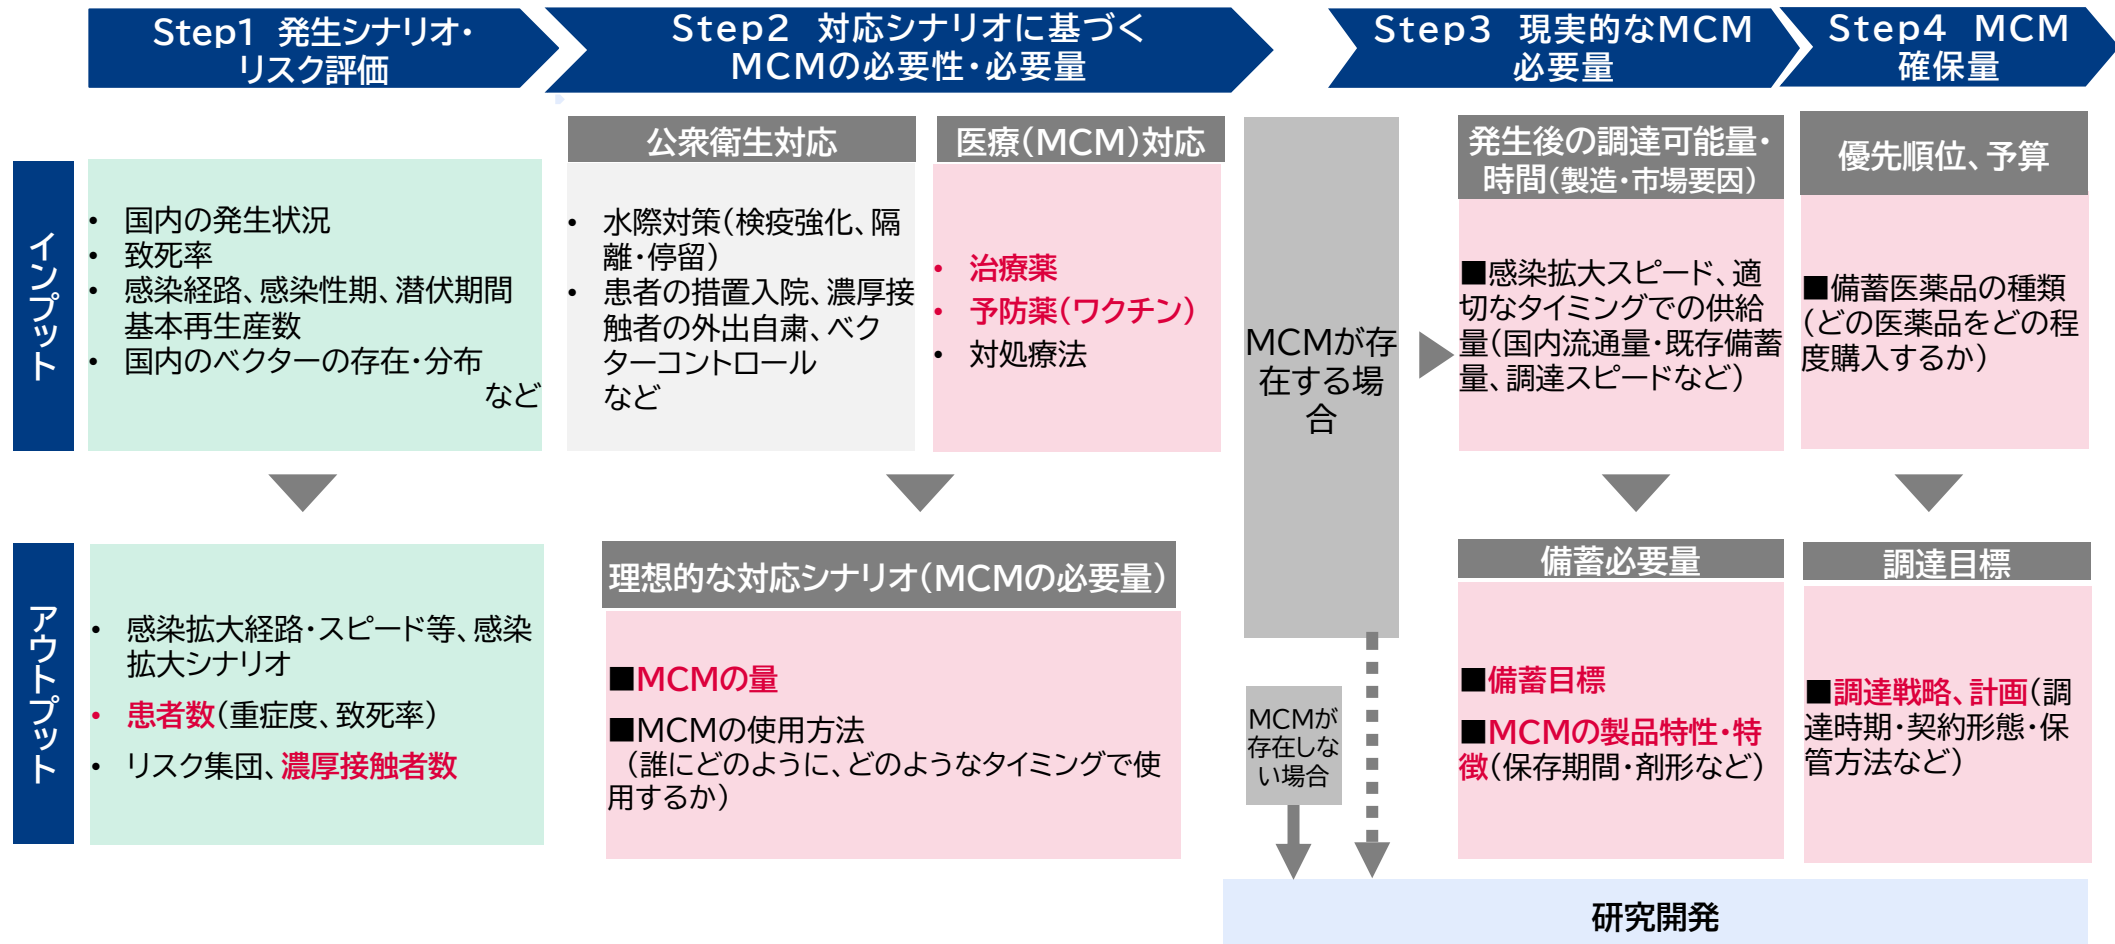 Step1 発生シナリオ・
リスク評価
Step2 対応シナリオに基づく
MCMの必要性・必要量
Step3 現実的なMCM
必要量
Step4 MCM
確保量
インプット
• 国内の発生状況
• 致死率
• 感染経路、感染性期、潜伏期間
基本再生産数
• 国内のベクターの存在・分布
など
公衆衛生対応
• 水際対策(検疫強化、隔
離・停留)
• 患者の措置入院、濃厚接
触者の外出自粛、ベク
ターコントロール
など
医療(MCM)対応
• 治療薬
• 予防薬(ワクチン)
• 対処療法
MCMが存
在する場
合
発生後の調達可能量・
時間(製造・市場要因)
■感染拡大スピード、適
切なタイミングでの供給
量(国内流通量・既存備蓄
量、調達スピードなど)
優先順位、予算
■備蓄医薬品の種類
(どの医薬品をどの程
度購入するか)
アウトプット
• 感染拡大経路・スピード等、感染
拡大シナリオ
• 患者数(重症度、致死率)
• リスク集団、濃厚接触者数
理想的な対応シナリオ(MCMの必要量)
■MCMの量
■MCMの使用方法
(誰にどのように、どのようなタイミングで使
用するか)
MCMが
存在しな
い場合
備蓄必要量
■備蓄目標
■MCMの製品特性・特
徴(保存期間・剤形など)
調達目標
■調達戦略、計画(調
達時期・契約形態・保
管方法など)
研究開発